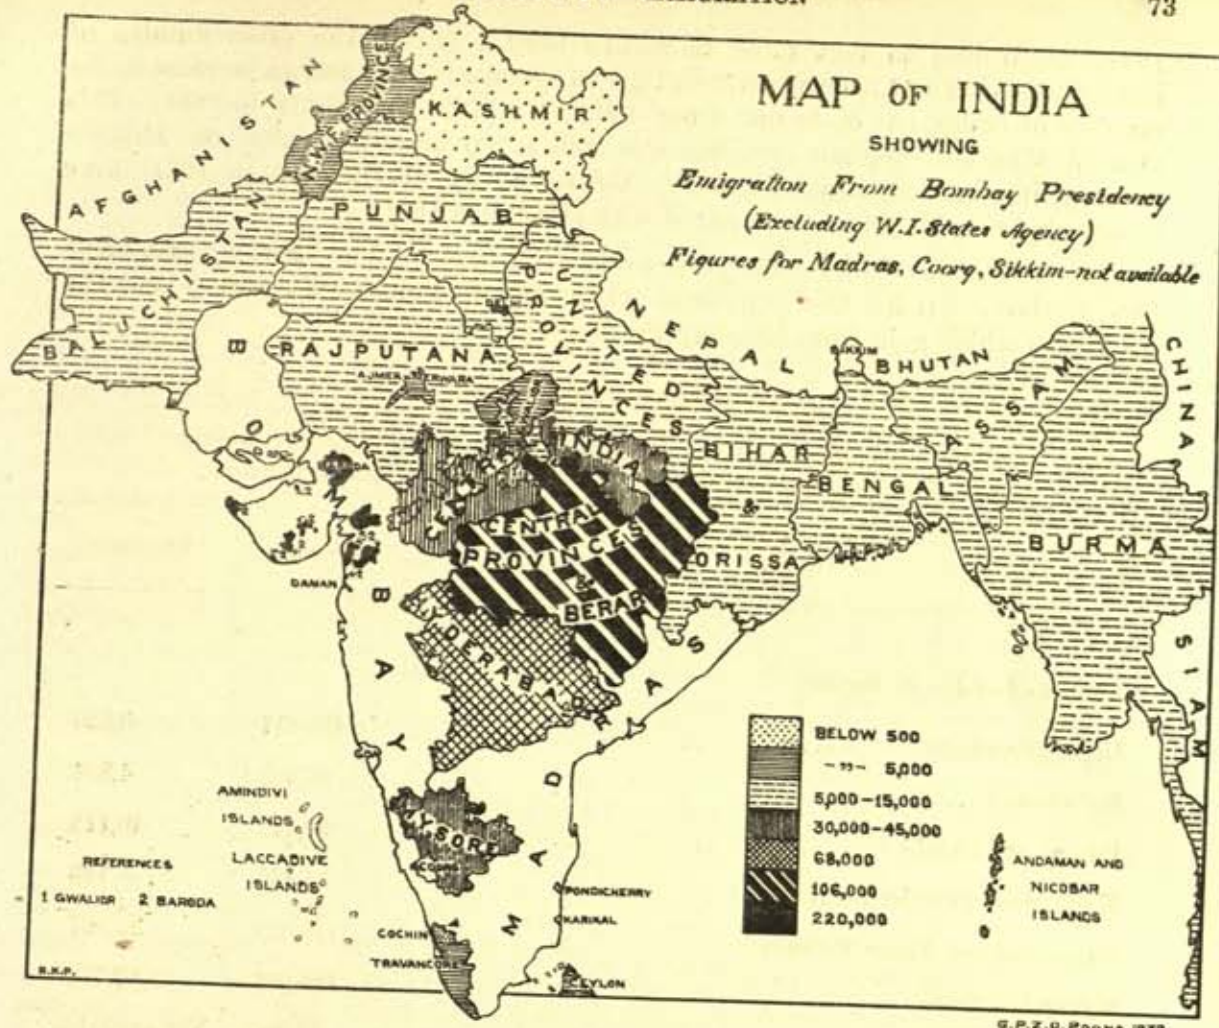 73
MAP OF INDIA
SHOWING
Emigration From Bombay Presidency
(Excluding W.I. States Agency)
Figures for Madras, Coorg, Sikkim-not available
AFGHANISTAN
N.W.F. PROVINCE
KASHMIR
PUNJAB
BALUCHISTAN
UNITED
PROVINCES
NEPAL
SIKKIM
BHUTAN
ASSAM
CHINA
RAJPUTANA
AJMER MERWARA
BOMBAY
CENTRAL INDIA
BIHAR
&
ORISSA
BENGAL
BURMA
SIAM
CENTRAL
PROVINCES
&
BERAR
DAMAN
HYDERABAD
MADRAS
MYSORE
COORG
BELOW 500
-"- 5,000
5,000-15,000
30,000-45,000
68,000
106,000
220,000
ANDAMAN AND
NICOBAR
ISLANDS
AMINDIVI
ISLANDS
LACCADIVE
ISLANDS
REFERENCES
1 GWALIOR 2 BARODA
PONDICHERRY
KARIKAL
COCHIN
TRAVANCORE
CEYLON
R.K.P.